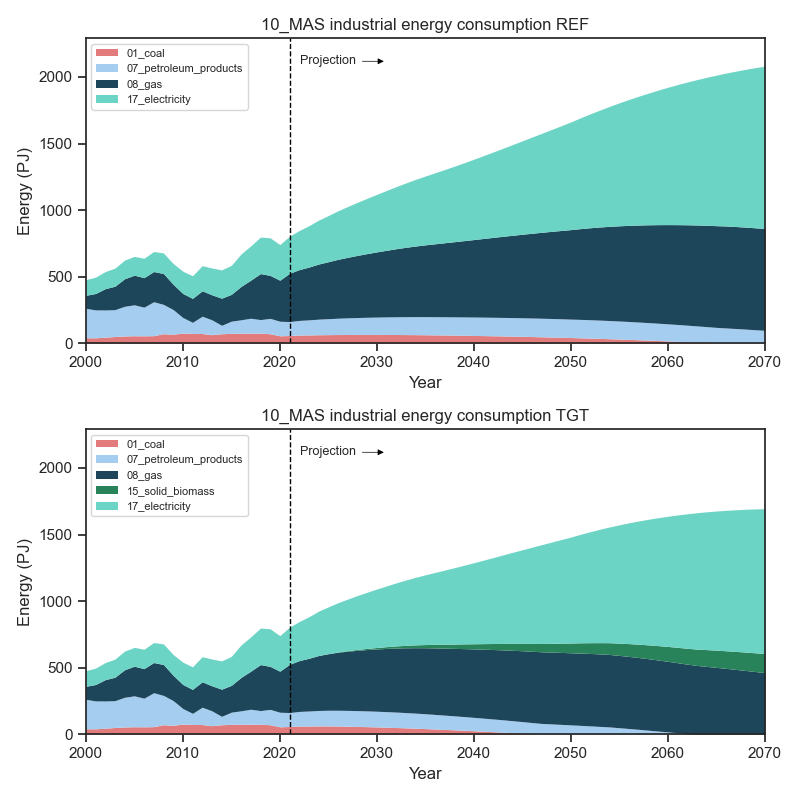 10_MAS industrial energy consumption REF
01_coal
07_petroleum_products
08_gas
17_electricity
Projection
2000
1500
1000
500
0
Energy (PJ)
2000 2010 2020 2030 2040 2050 2060 2070
Year
10_MAS industrial energy consumption TGT
01_coal
07_petroleum_products
08_gas
15_solid_biomass
17_electricity
Projection
2000
1500
1000
500
0
Energy (PJ)
2000 2010 2020 2030 2040 2050 2060 2070
Year